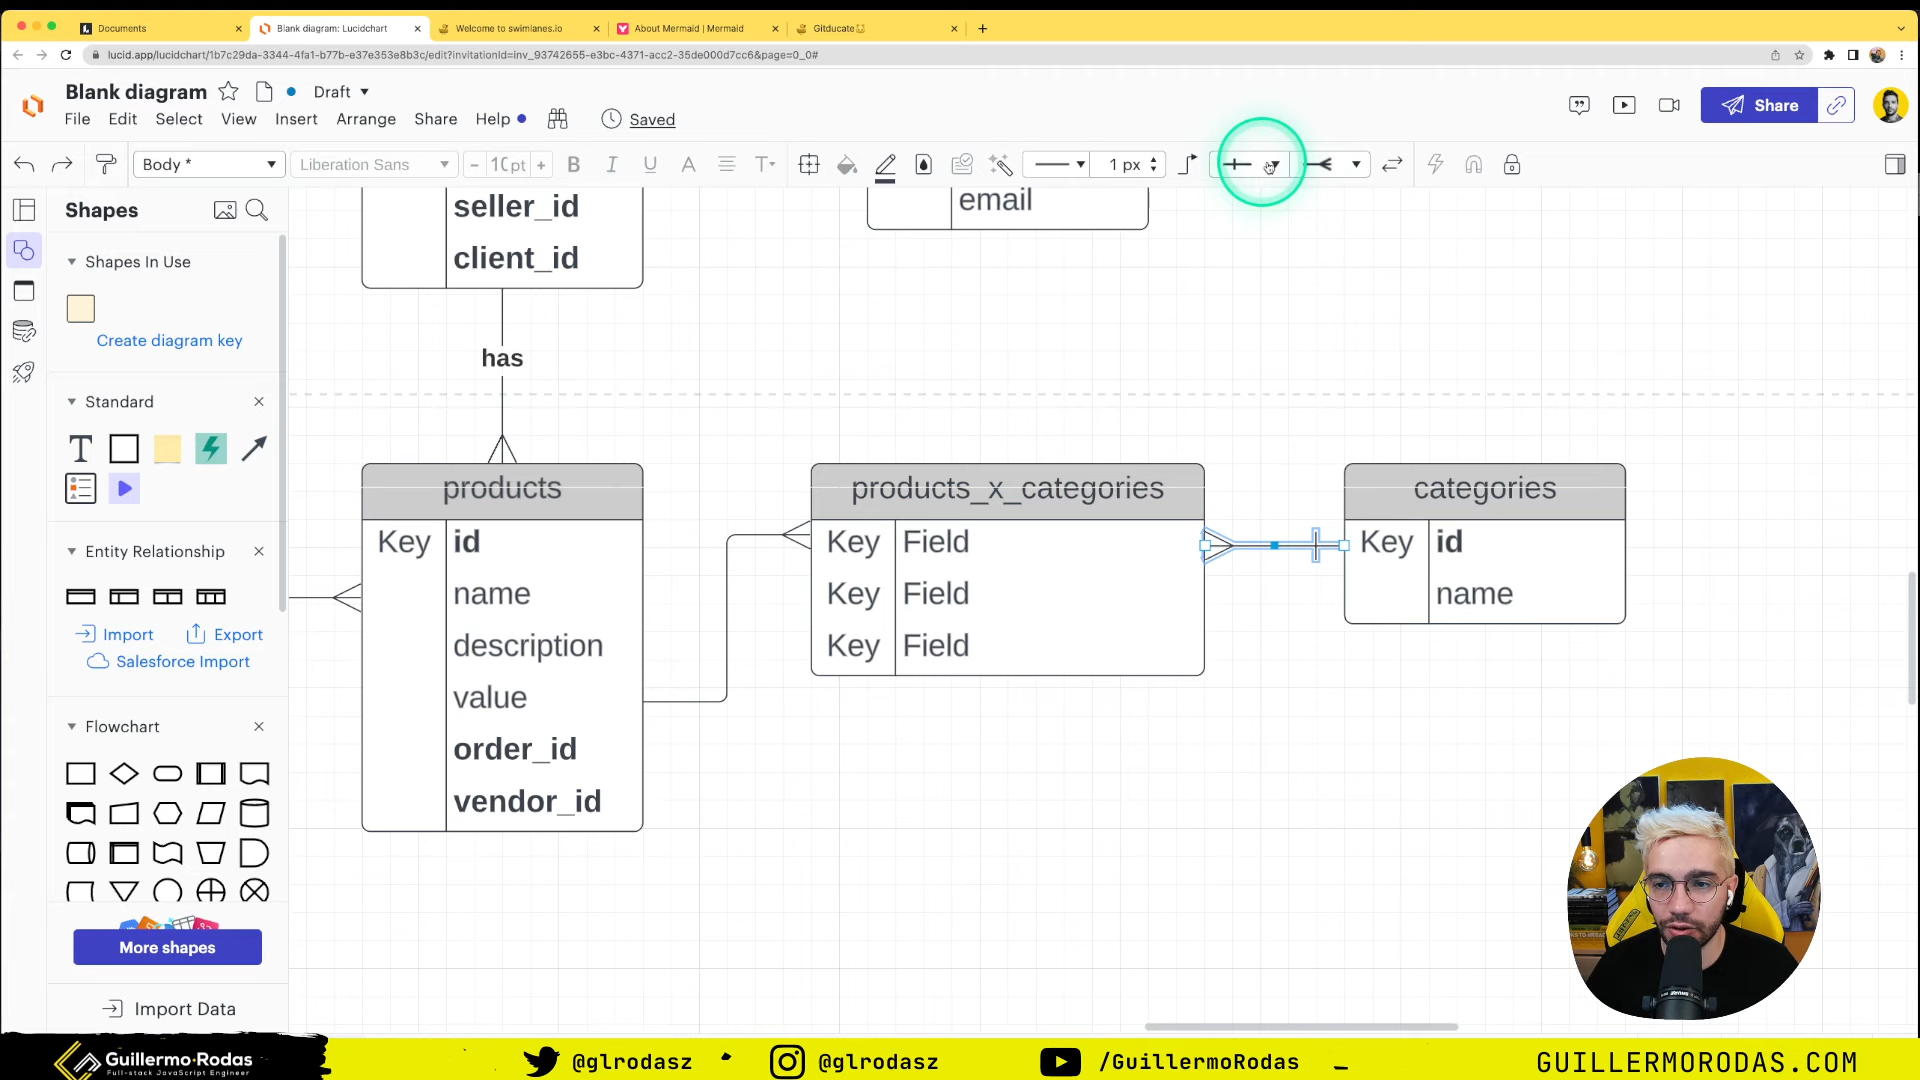 Documents
Blank diagram: Lucidchart
Welcome to swimlanes.io
About Mermaid | Mermaid
Gitducate
lucid.app/lucidchart/1b7c29da-3344-4fa1-b77b-e37e353e8b3c/edit?invitationId=inv_93742655-e3bc-4371-acc2-35de000d7cc6&page=0_0#
Blank diagram
Draft
File Edit Select View Insert Arrange Share Help
Saved
Share
Body *
Liberation Sans
10 pt
B I U A T
1 px
Shapes
Shapes In Use
Create diagram key
Standard
T
Entity Relationship
Import
Export
Salesforce Import
Flowchart
More shapes
Import Data
seller_id
client_id
email
has
products
Key id
name
description
value
order_id
vendor_id
products_x_categories
Key Field
Key Field
Key Field
categories
Key id
name
Guillermo·Rodas
Full-stack JavaScript Engineer
@glrodasz
@glrodasz
/GuillermoRodas
GUILLERMORODAS.COM